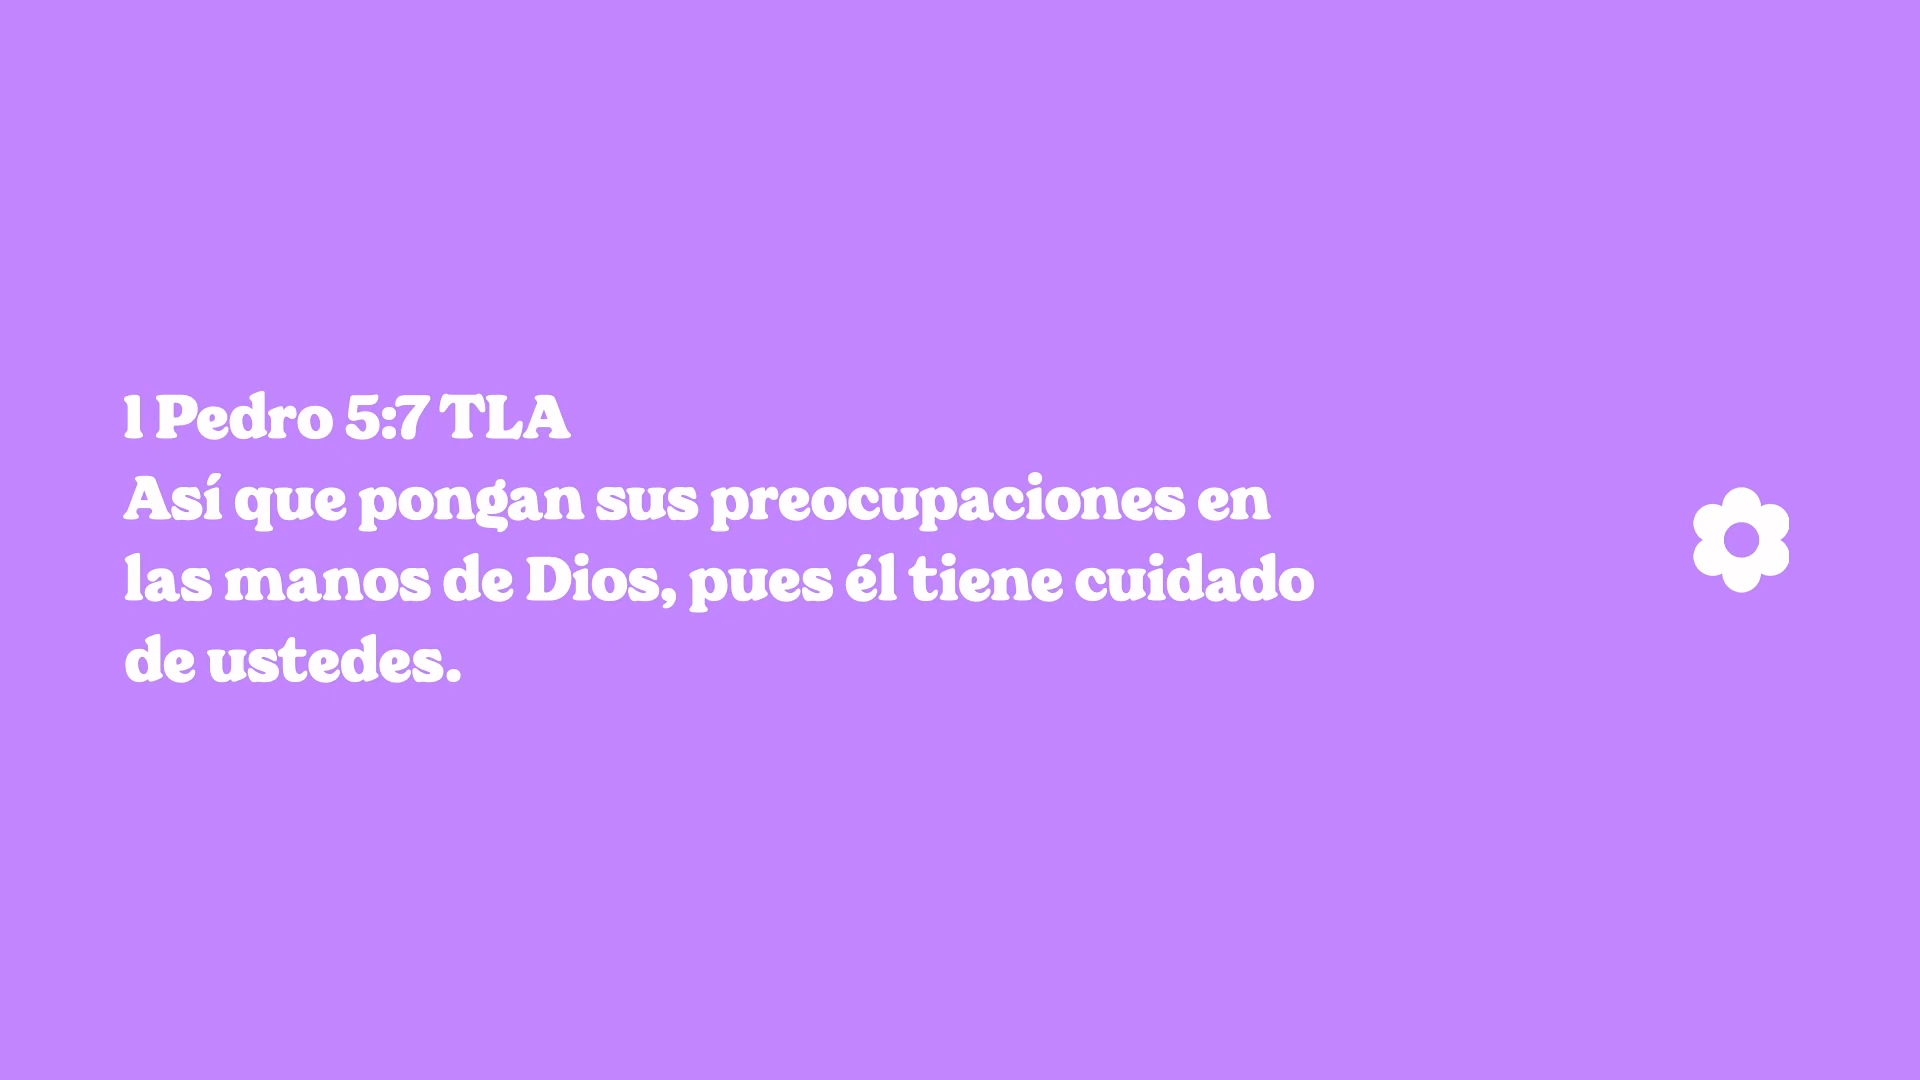 1 Pedro 5:7 TLA
Así que pongan sus preocupaciones en
las manos de Dios, pues él tiene cuidado
de ustedes.